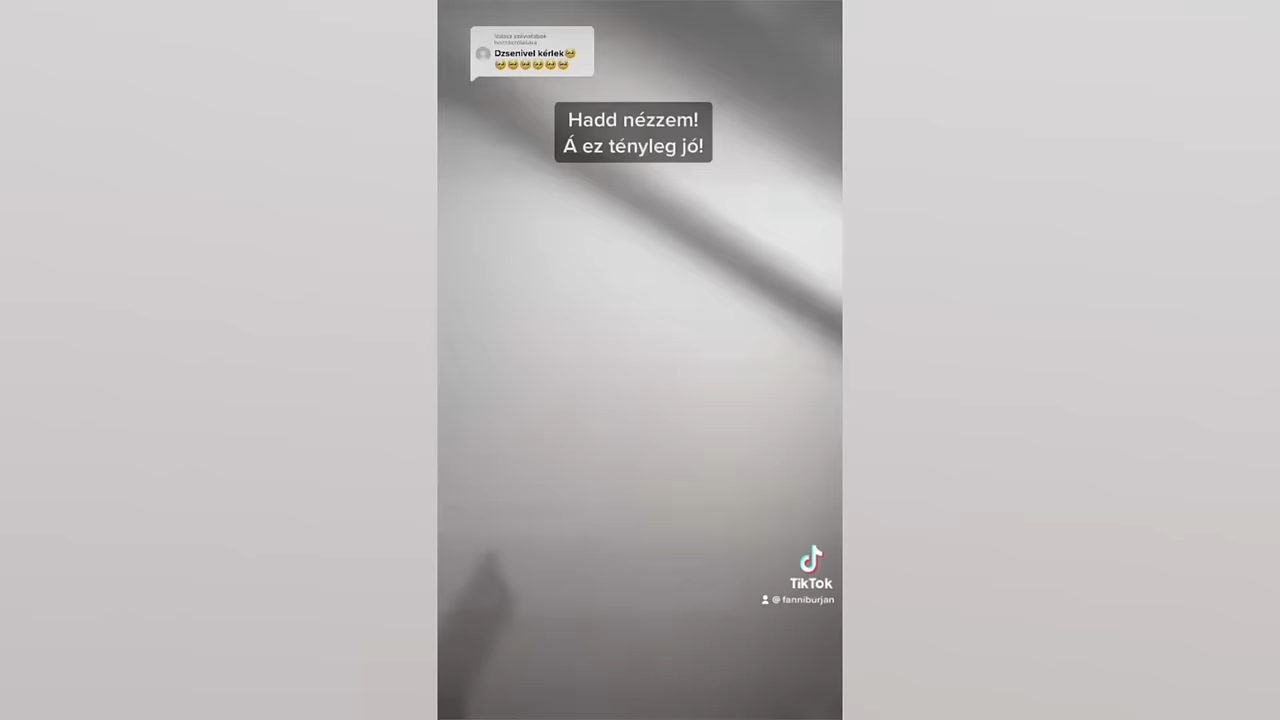 Dzsenivel kérlek🥹
🥹🥹🥹🥹🥹🥹
Hadd nézzem!
Á ez tényleg jó!
TikTok
@fanniburjan